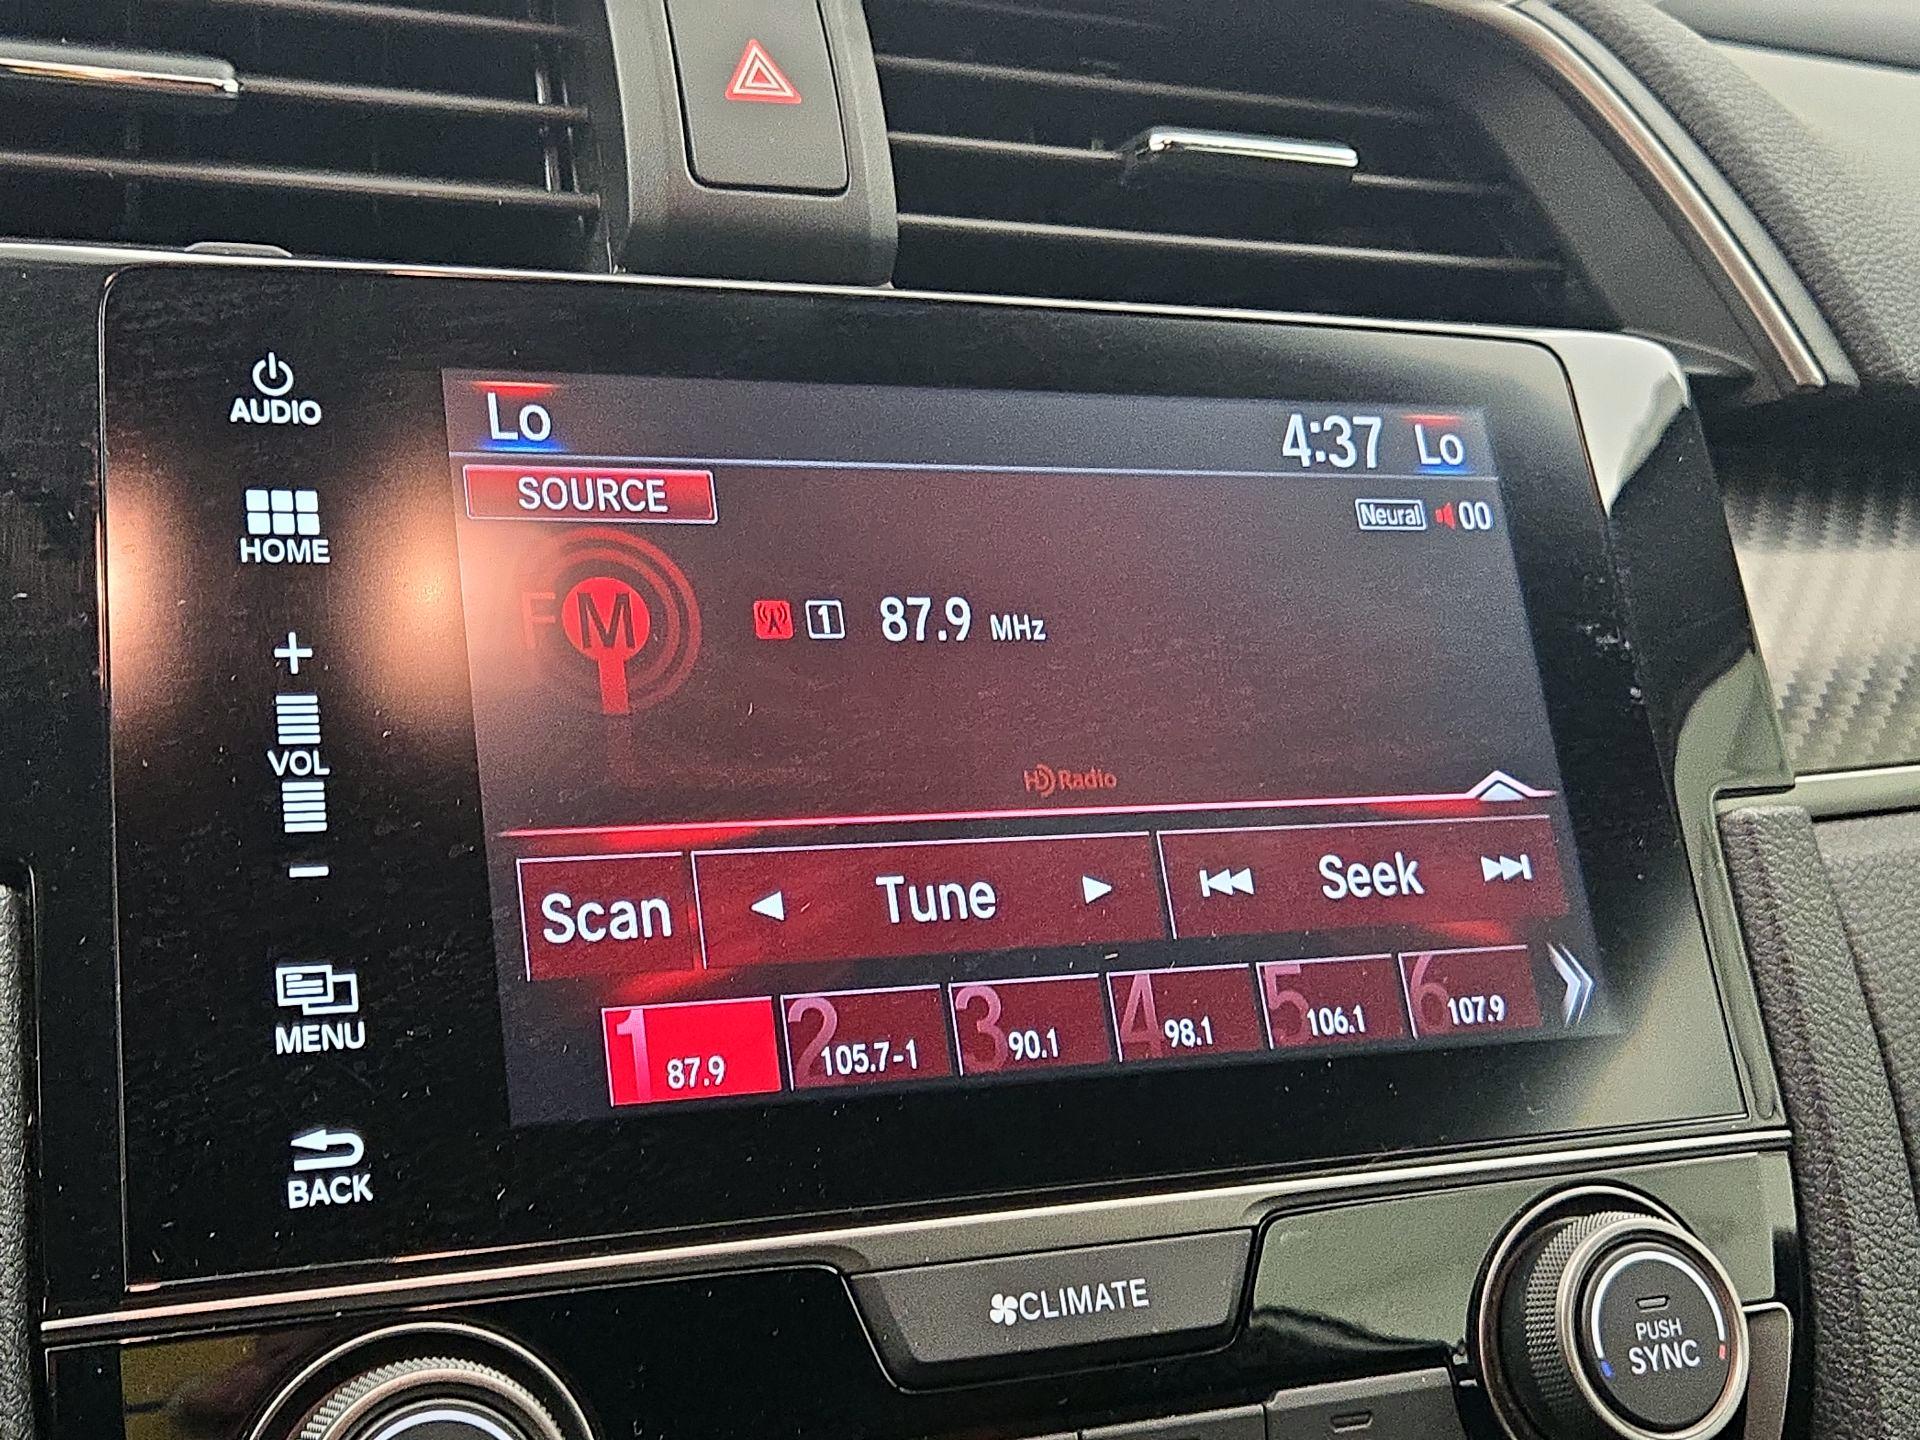 AUDIO
Lo
4:37 Lo
SOURCE
Neural 00
HOME
FM
1 87.9 MHz
+
VOL
HD Radio
−
Scan
Tune
Seek
1 87.9
2 105.7-1
3 90.1
4 98.1
5 106.1
6 107.9
MENU
BACK
CLIMATE
PUSH
SYNC